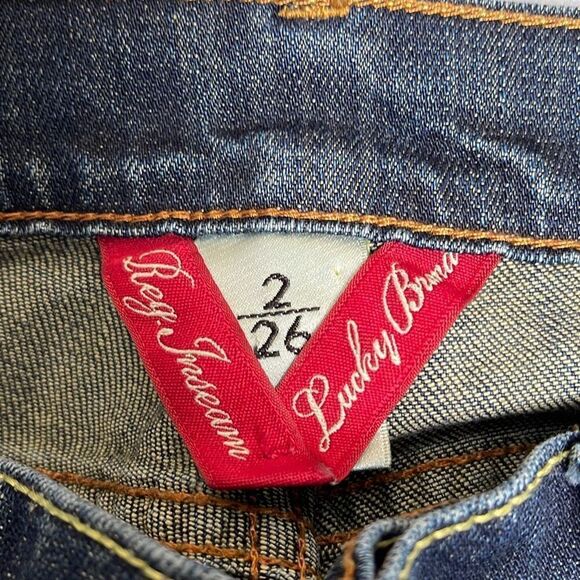 Reg. Inseam
2
26
Lucky Brand